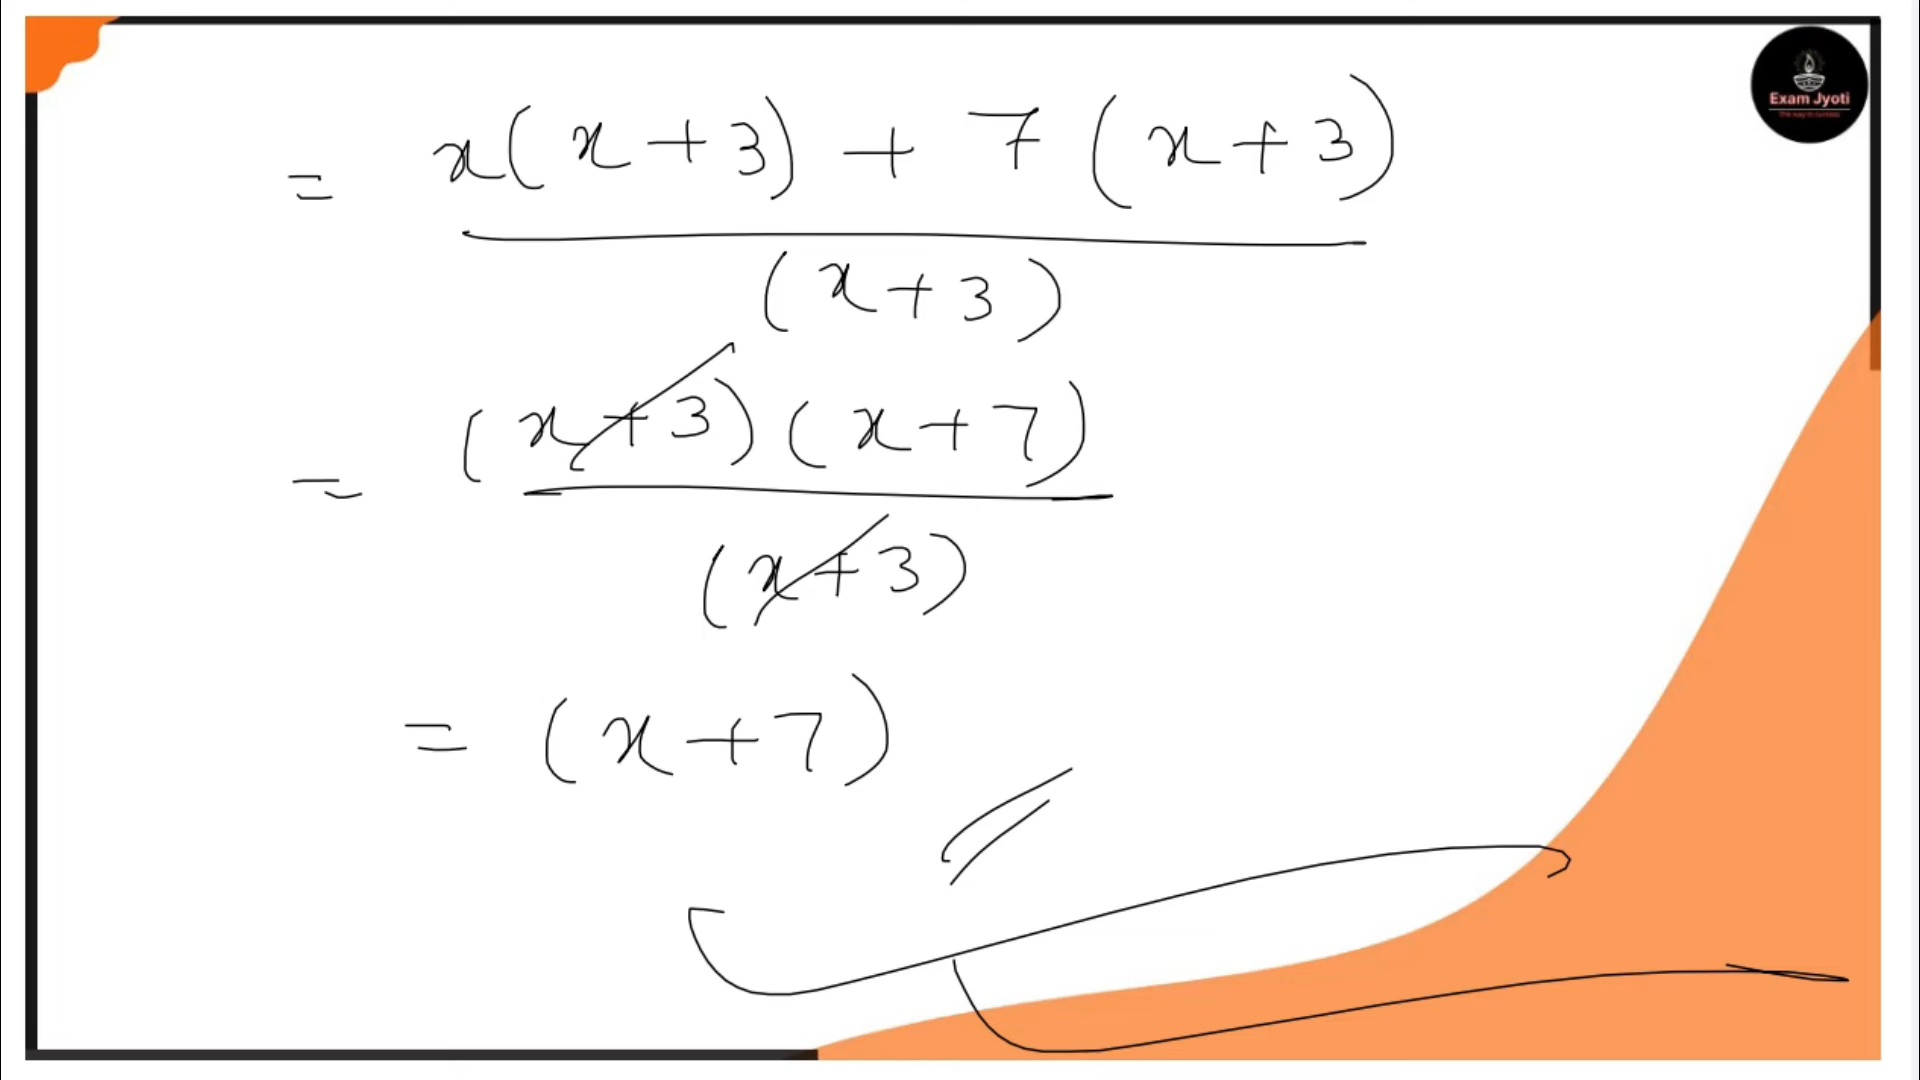 Exam Jyoti
= x(x+3) + 7(x+3)
(x+3)
= (x+3)(x+7)
(x+3)
= (x+7)